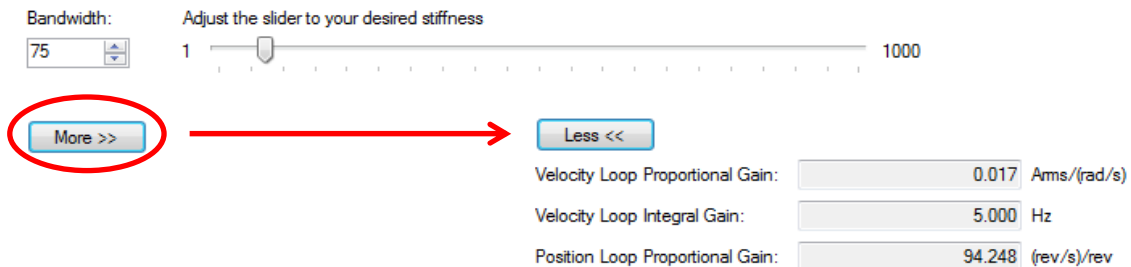 Bandwidth: Adjust the slider to your desired stiffness
75 1 1000
More >> Less <<
Velocity Loop Proportional Gain: 0.017 Arms/(rad/s)
Velocity Loop Integral Gain: 5.000 Hz
Position Loop Proportional Gain: 94.248 (rev/s)/rev